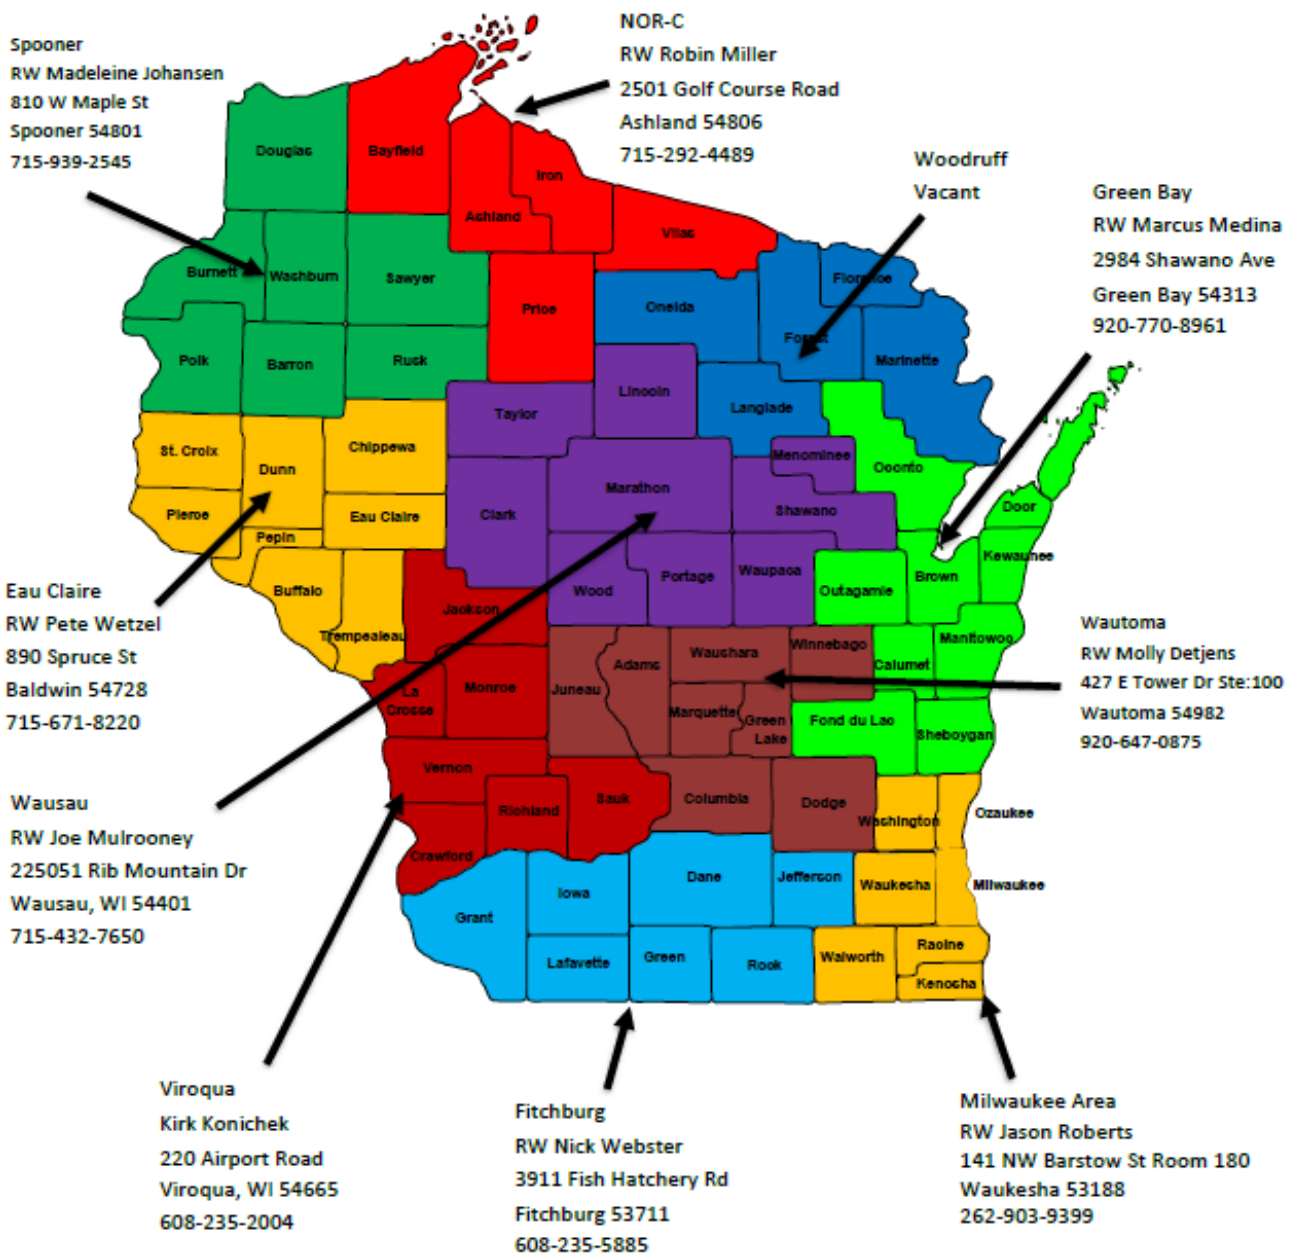 Spooner
RW Madeleine Johansen
810 W Maple St
Spooner 54801
715-939-2545
NOR-C
RW Robin Miller
2501 Golf Course Road
Ashland 54806
715-292-4489
Woodruff
Vacant
Green Bay
RW Marcus Medina
2984 Shawano Ave
Green Bay 54313
920-770-8961
Douglas
Bayfield
Iron
Ashland
Vilas
Burnett
Washburn
Sawyer
Price
Oneida
Florence
Forest
Marinette
Polk
Barron
Rusk
Lincoln
Taylor
Langlade
St. Croix
Dunn
Chippewa
Menominee
Oconto
Marathon
Pierce
Eau Claire
Clark
Shawano
Door
Pepin
Buffalo
Trempealeau
Jackson
Wood
Portage
Waupaca
Outagamie
Brown
Kewaunee
Eau Claire
RW Pete Wetzel
890 Spruce St
Baldwin 54728
715-671-8220
Wautoma
RW Molly Detjens
427 E Tower Dr Ste:100
Wautoma 54982
920-647-0875
La
Crosse
Monroe
Juneau
Adams
Waushara
Winnebago
Calumet
Manitowoc
Marquette
Green
Lake
Fond du Lac
Sheboygan
Vernon
Richland
Sauk
Columbia
Dodge
Washington
Ozaukee
Crawford
Grant
Iowa
Dane
Jefferson
Waukesha
Milwaukee
Lafayette
Green
Rock
Walworth
Racine
Kenosha
Wausau
RW Joe Mulrooney
225051 Rib Mountain Dr
Wausau, WI 54401
715-432-7650
Viroqua
Kirk Konichek
220 Airport Road
Viroqua, WI 54665
608-235-2004
Fitchburg
RW Nick Webster
3911 Fish Hatchery Rd
Fitchburg 53711
608-235-5885
Milwaukee Area
RW Jason Roberts
141 NW Barstow St Room 180
Waukesha 53188
262-903-9399